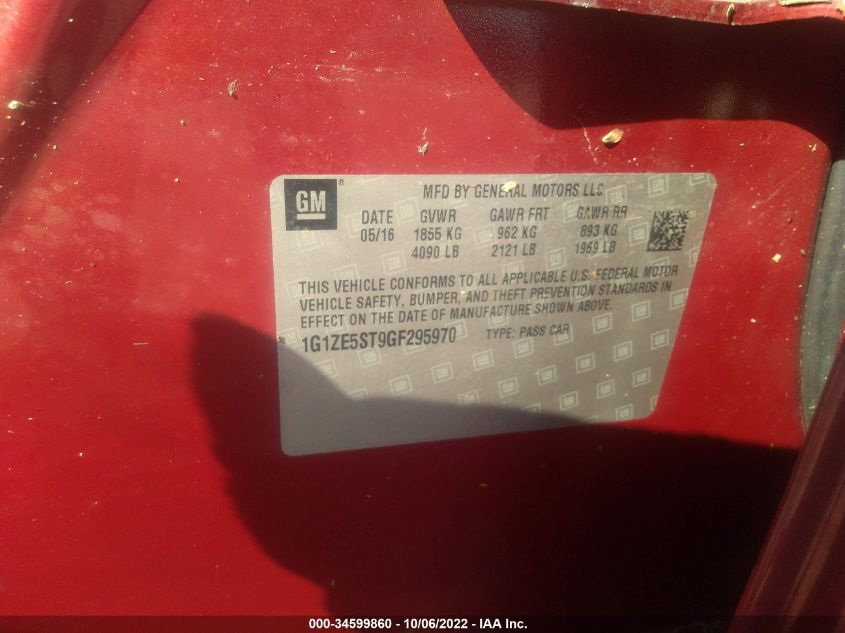 GM ® MFD BY GENERAL MOTORS LLC
DATE GVWR GAWR FRT GAWR RR
05/16 1855 KG 962 KG 893 KG
4090 LB 2121 LB 1969 LB
THIS VEHICLE CONFORMS TO ALL APPLICABLE U.S. FEDERAL MOTOR
VEHICLE SAFETY, BUMPER, AND THEFT PREVENTION STANDARDS IN
EFFECT ON THE DATE OF MANUFACTURE SHOWN ABOVE.
1G1ZE5ST9GF295970 TYPE: PASS CAR
000-34599860 - 10/06/2022 - IAA Inc.